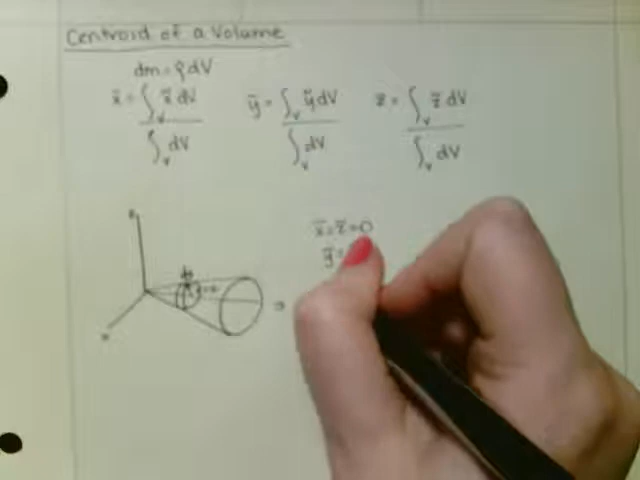 Centroid of a Volume
dm = ρdV
x̄ = ∫ᵥ x̃ dV / ∫ᵥ dV ȳ = ∫ᵥ ỹ dV / ∫ᵥ dV z̄ = ∫ᵥ z̃ dV / ∫ᵥ dV
x̄ = z̄ = 0
ȳ =